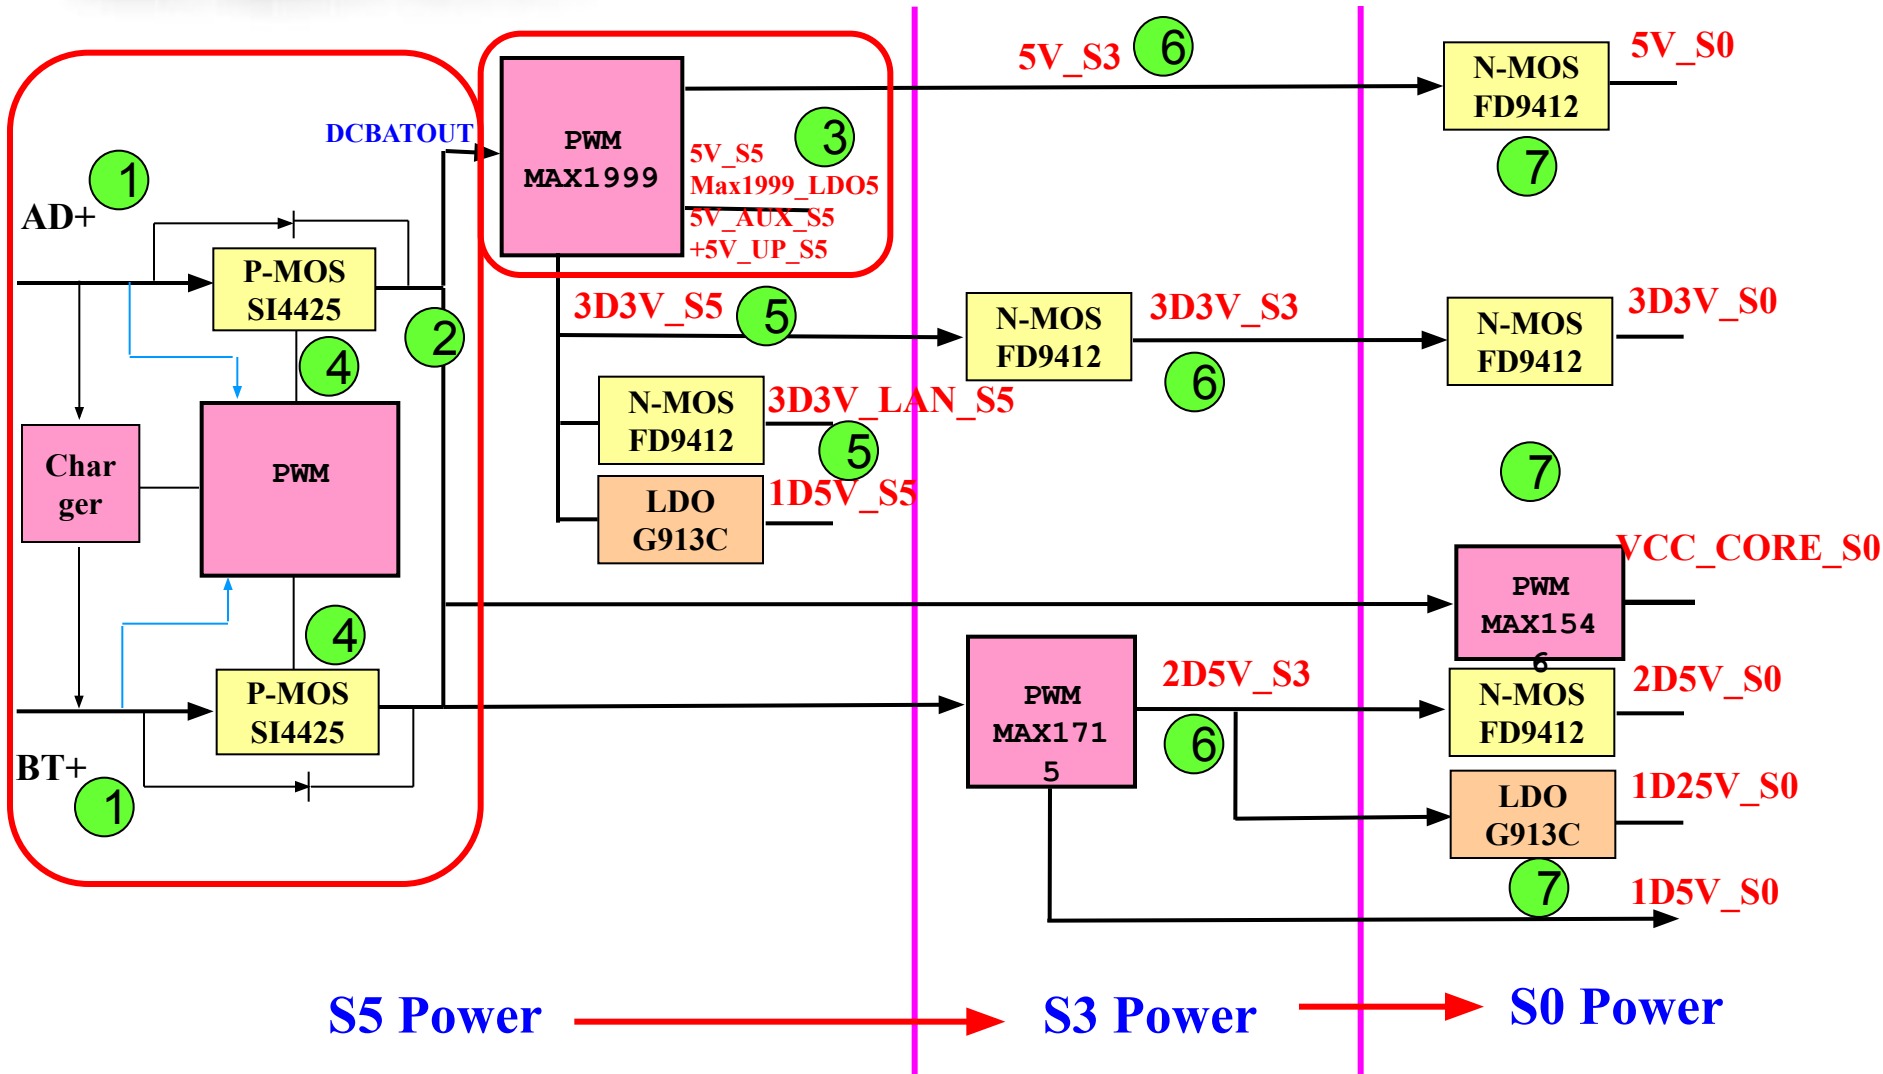 5V_S3
6
5V_S0
N-MOS
FD9412
7
DCBATOUT
PWM
MAX1999
3
5V_S5
Max1999_LDO5
5V_AUX_S5
+5V_UP_S5
1
AD+
P-MOS
SI4425
2
4
3D3V_S5
5
N-MOS
FD9412
3D3V_S3
6
3D3V_S0
N-MOS
FD9412
N-MOS
FD9412
3D3V_LAN_S5
5
Char
ger
PWM
LDO
G913C
1D5V_S5
7
VCC_CORE_S0
PWM
MAX154
6
4
P-MOS
SI4425
BT+
1
PWM
MAX171
5
2D5V_S3
6
N-MOS
FD9412
2D5V_S0
LDO
G913C
1D25V_S0
7
1D5V_S0
S5 Power
S3 Power
S0 Power